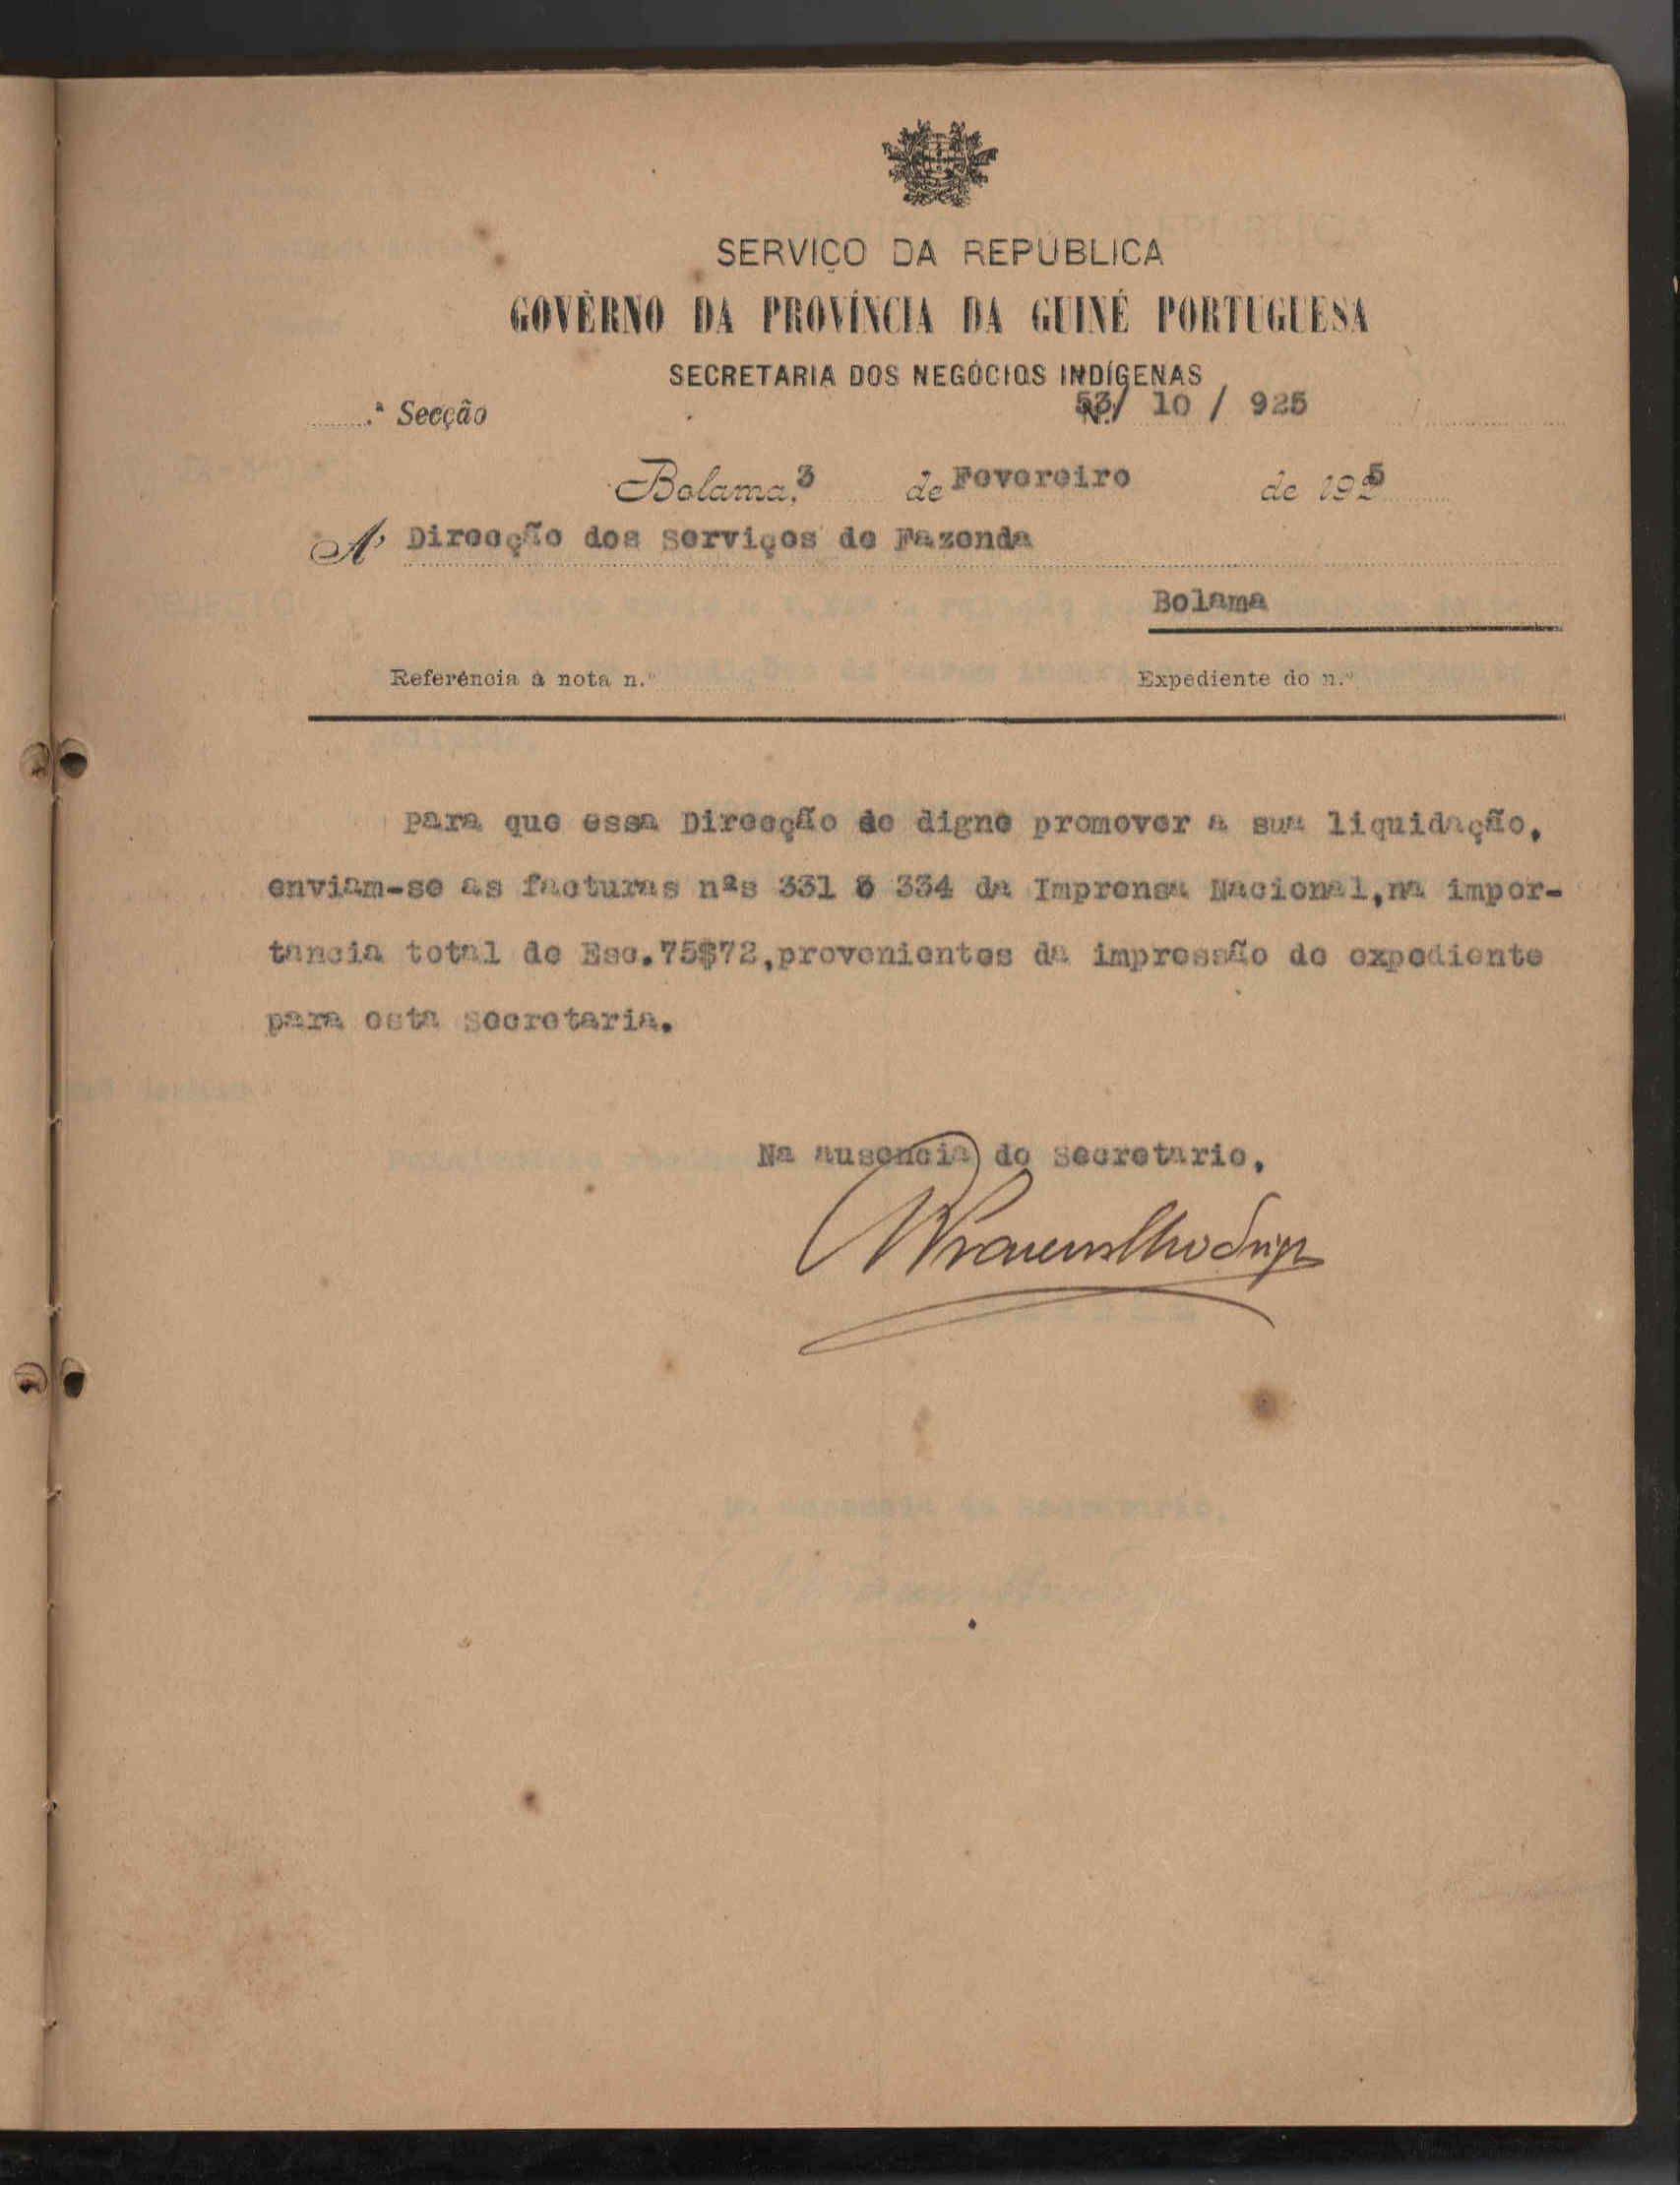 SERVIÇO DA REPÚBLICA
GOVÊRNO DA PROVÍNCIA DA GUINÉ PORTUGUESA
SECRETARIA DOS NEGÓCIOS INDÍGENAS
.ª Secção
N.º 53/ 10 / 925
Bolama, 3 de Fevereiro de 1925
A Direcção dos Serviços de Fazenda
Bolama
Referência à nota n.º Expediente do n.º
Para que essa Direcção se digne promover a sua liquidação,
enviam-se as facturas nºs 331 e 334 da Imprensa Nacional,na impor-
tancia total de Esc.75$72,provenientes da impressão de expediente
para esta Secretaria.
Na ausencia do Secretario,